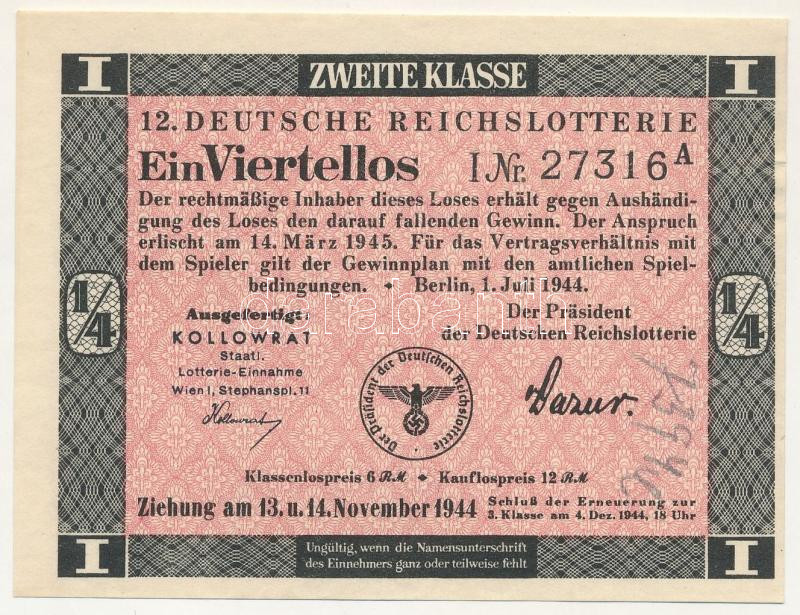 I ZWEITE KLASSE I
12. DEUTSCHE REICHSLOTTERIE
Ein Viertellos I Nr. 27316 A
Der rechtmäßige Inhaber dieses Loses erhält gegen Aushändi-
gung des Loses den darauf fallenden Gewinn. Der Anspruch
erlischt am 14. März 1945. Für das Vertragsverhältnis mit
dem Spieler gilt der Gewinnplan mit den amtlichen Spiel-
bedingungen. • Berlin, 1. Juli 1944.
1/4
1/4
Ausgefertigt:
KOLLOWRAT
Staatl.
Lotterie-Einnahme
Wien I, Stephanspl. 11
Kollowrat
Der Präsident
der Deutschen Reichslotterie
Dazur.
Der Präsident der Deutschen Reichslotterie
darabanth
Klassenlospreis 6 RM • Kauflospreis 12 RM
Ziehung am 13. u. 14. November 1944
Schluß der Erneuerung zur
3. Klasse am 4. Dez. 1944, 18 Uhr
I I
Ungültig, wenn die Namensunterschrift
des Einnehmers ganz oder teilweise fehlt